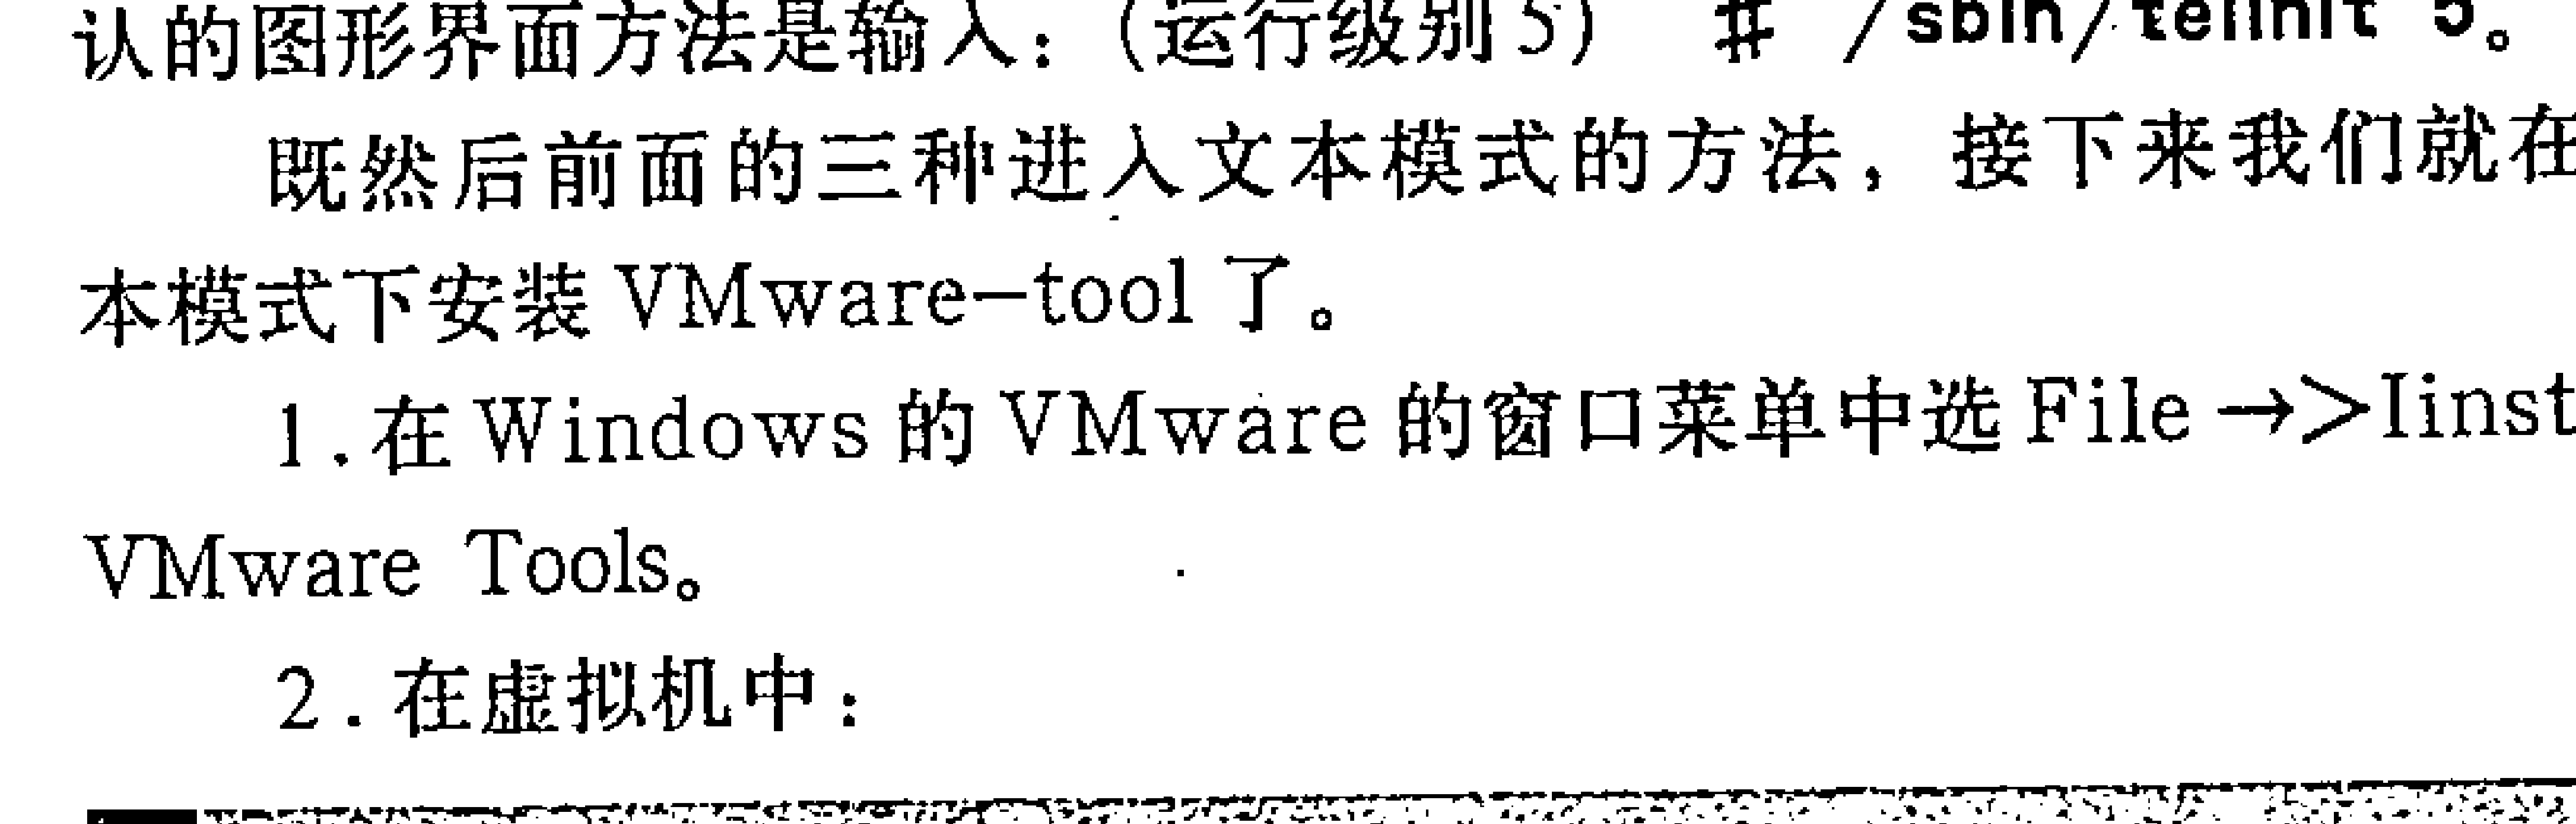 认的图形界面方法是输入：（运行级别5） # /sbin/telinit 5。
既然后前面的三种进入文本模式的方法，接下来我们就在
本模式下安装 VMware-tool 了。
1.在 Windows 的 VMware 的窗口菜单中选 File →>Iinst
VMware Tools。
2.在虚拟机中：